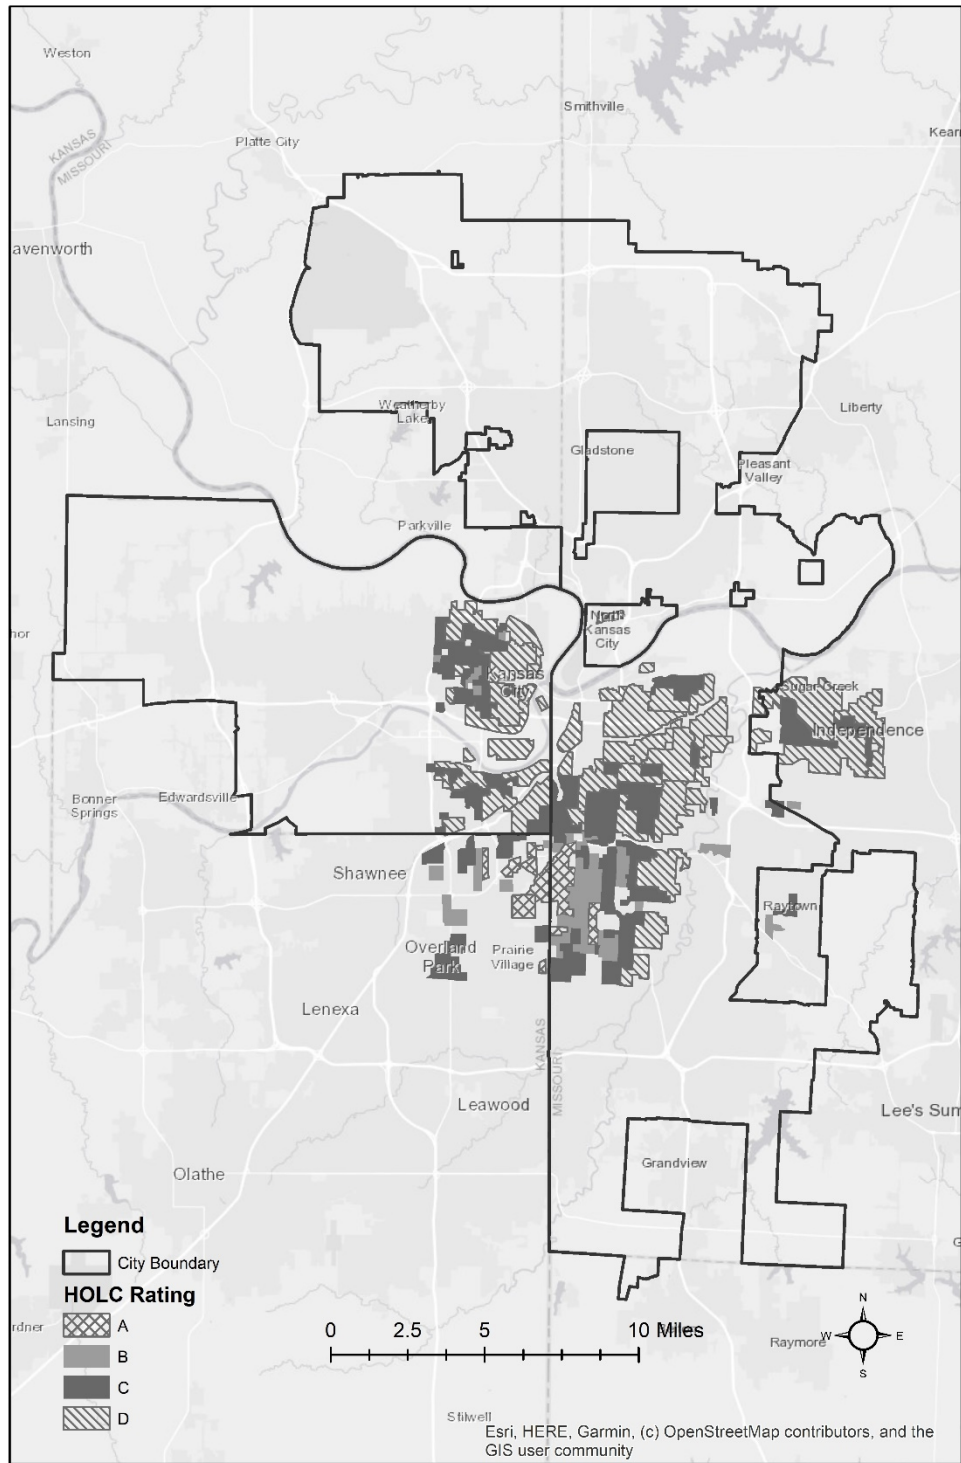 Weston
Smithville
Kear
Platte City
KANSAS
MISSOURI
avenworth
Weatherby
Lake
Liberty
Lansing
Gladstone
Pleasant
Valley
Parkville
hor
North
Kansas
City
Kansas
City
Sugar Creek
Independence
Bonner
Springs
Edwardsville
Shawnee
Raytown
Overland
Park
Prairie
Village
Lenexa
KANSAS
MISSOURI
Leawood
Lee's Sum
Grandview
Olathe
G
Legend
City Boundary
HOLC Rating
A
B
C
D
rdner
0 2.5 5 10 Miles
N
W E
S
Raymore
Stilwell
Esri, HERE, Garmin, (c) OpenStreetMap contributors, and the
GIS user community